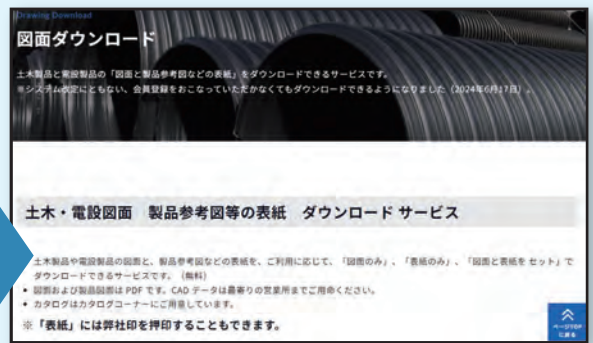 Drawing Download
図面ダウンロード
土木製品と電設製品の「図面と製品参考図などの表紙」をダウンロードできるサービスです。
※システム改定にともない、会員登録をおこなっていただかなくてもダウンロードできるようになりました（2024年6月17日）。
土木・電設図面　製品参考図等の表紙　ダウンロード サービス
土木製品や電設製品の図面と、製品参考図などの表紙を、ご利用に応じて、「図面のみ」、「表紙のみ」、「図面と表紙を セット」で
ダウンロードできるサービスです。（無料）
• 図面および製品図面は PDF です。CAD データは最寄りの営業所までご用命ください。
• カタログはカタログコーナーにご用意しています。
※「表紙」には弊社印を押印することもできます。
ページTOP
に戻る